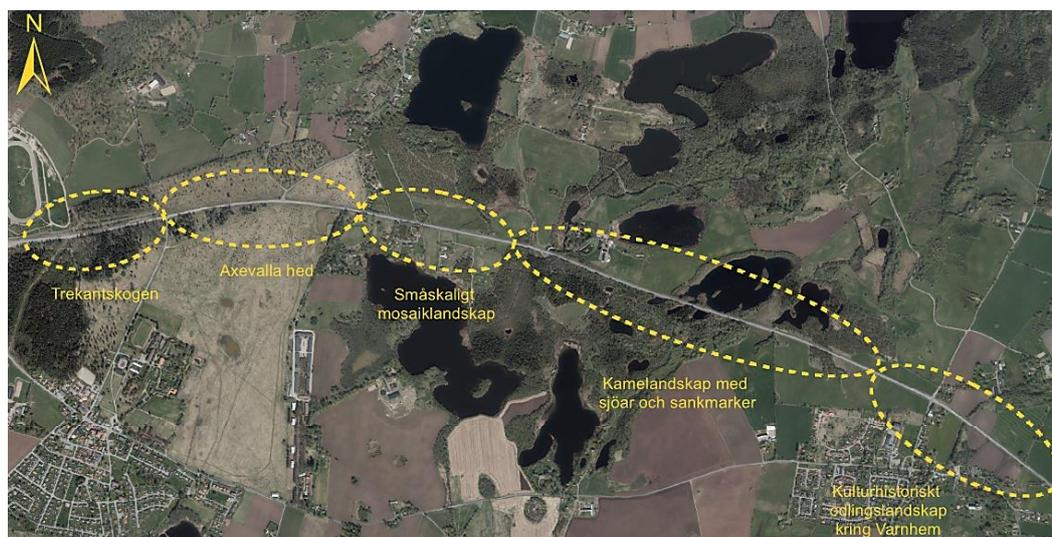 N
Trekantskogen
Axevalla hed
Småskaligt
mosaiklandskap
Kamelandskap med
sjöar och sankmarker
Kulturhistoriskt
odlingslandskap
kring Varnhem